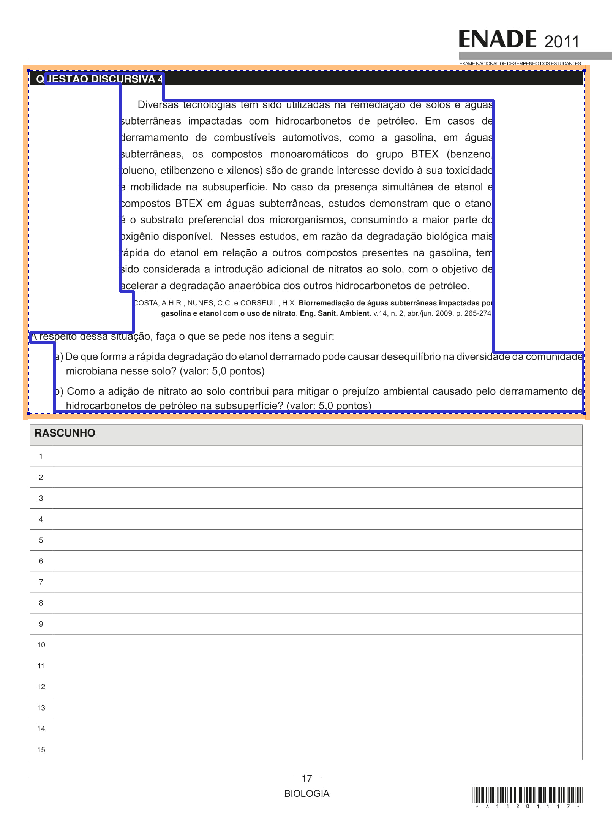 ENADE 2011
EXAME NACIONAL DE DESEMPENHO DOS ESTUDANTES
QUESTÃO DISCURSIVA 4
Diversas tecnologias têm sido utilizadas na remediação de solos e águas
subterrâneas impactadas com hidrocarbonetos de petróleo. Em casos de
derramamento de combustíveis automotivos, como a gasolina, em águas
subterrâneas, os compostos monoaromáticos do grupo BTEX (benzeno,
tolueno, etilbenzeno e xilenos) são de grande interesse devido à sua toxicidade
e mobilidade na subsuperfície. No caso da presença simultânea de etanol e
compostos BTEX em águas subterrâneas, estudos demonstram que o etanol
é o substrato preferencial dos microrganismos, consumindo a maior parte do
oxigênio disponível. Nesses estudos, em razão da degradação biológica mais
rápida do etanol em relação a outros compostos presentes na gasolina, tem
sido considerada a introdução adicional de nitratos ao solo, com o objetivo de
acelerar a degradação anaeróbica dos outros hidrocarbonetos de petróleo.
COSTA, A.H.R., NUNES, C.C. e CORSEUIL, H.X. Biorremediação de águas subterrâneas impactadas por
gasolina e etanol com o uso de nitrato. Eng. Sanit. Ambient. v.14, n. 2, abr./jun. 2009, p. 265-274.
A respeito dessa situação, faça o que se pede nos itens a seguir:
a) De que forma a rápida degradação do etanol derramado pode causar desequilíbrio na diversidade da comunidade
microbiana nesse solo? (valor: 5,0 pontos)
b) Como a adição de nitrato ao solo contribui para mitigar o prejuízo ambiental causado pelo derramamento de
hidrocarbonetos de petróleo na subsuperfície? (valor: 5,0 pontos)
RASCUNHO
1
2
3
4
5
6
7
8
9
10
11
12
13
14
15
17
BIOLOGIA